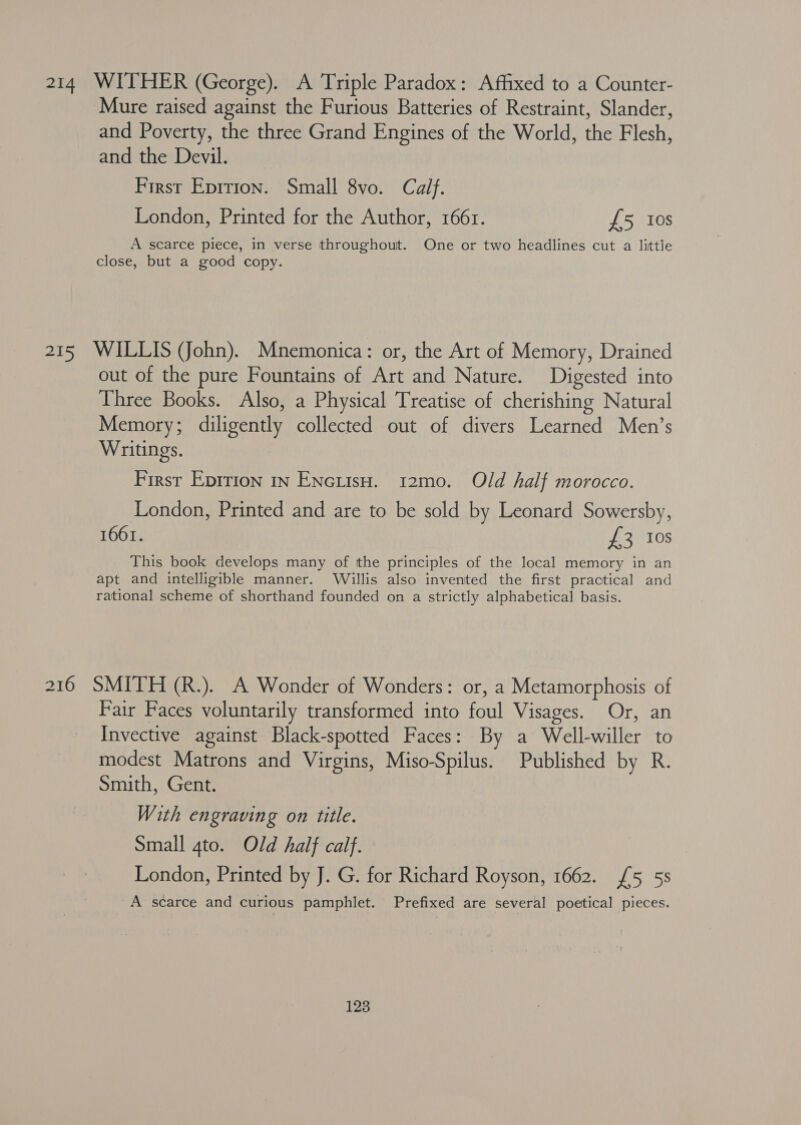 214 WITHER (George). A Triple Paradox: Affixed to a Counter-
Mure raised against the Furious Batteries of Restraint, Slander,
and Poverty, the three Grand Engines of the World, the Flesh,
and the Devil.
First Edition. Small 8vo. Calf.
London, Printed for the Author, 1661. £5 10s
A scarce piece, in verse throughout. One or two headlines cut a little
close, but a good copy.
215 WILLIS (John). Mnemonica: or, the Art of Memory, Drained
out of the pure Fountains of Art and Nature. Digested into
Three Books. Also, a Physical Treatise of cherishing Natural
Memory; diligently collected out of divers Learned Men's
Writings.
First Edition in English. 12mo. Old half morocco.
London, Printed and are to be sold by Leonard Sowersby,
1661. £3 10s
This book develops many of the principles of the local memory in an
apt and intelligible manner. Willis also invented the first practical and
rational scheme of shorthand founded on a strictly alphabetical basis.
216 SMITH (R.). A Wonder of Wonders: or, a Metamorphosis of
Fair Faces voluntarily transformed into foul Visages. Or, an
Invective against Black-spotted Faces: By a Well-willer to
modest Matrons and Virgins, Miso-Spilus. Published by R.
Smith, Gent.
With engraving on title.
Small 4to. Old half calf.
London, Printed by J. G. for Richard Royson, 1662. £5 5s
A scarce and curious pamphlet. Prefixed are several poetical pieces.
123